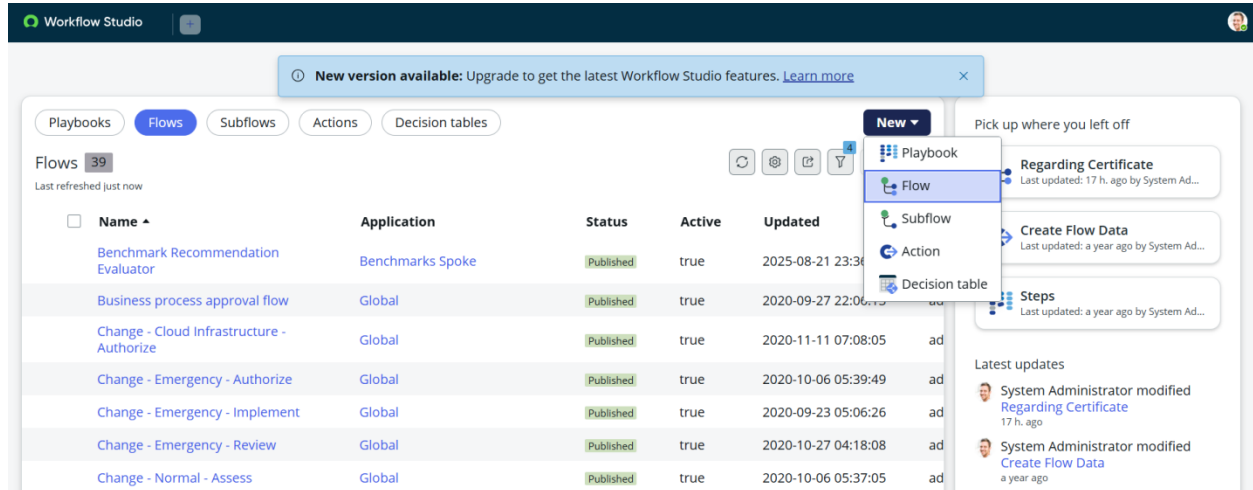 Workflow Studio
+
New version available: Upgrade to get the latest Workflow Studio features. Learn more
Playbooks
Flows
Subflows
Actions
Decision tables
New
Flows 39
Last refreshed just now
4
Playbook
Flow
Subflow
Action
Decision table
Name
Application
Status
Active
Updated
Benchmark Recommendation
Evaluator
Benchmarks Spoke
Published
true
2025-08-21 23:36
Business process approval flow
Global
Published
true
2020-09-27 22:06:13
ad
Change - Cloud Infrastructure -
Authorize
Global
Published
true
2020-11-11 07:08:05
ad
Change - Emergency - Authorize
Global
Published
true
2020-10-06 05:39:49
ad
Change - Emergency - Implement
Global
Published
true
2020-09-23 05:06:26
ad
Change - Emergency - Review
Global
Published
true
2020-10-27 04:18:08
ad
Change - Normal - Assess
Global
Published
true
2020-10-06 05:37:05
ad
Pick up where you left off
Regarding Certificate
Last updated: 17 h. ago by System Ad...
Create Flow Data
Last updated: a year ago by System Ad...
Steps
Last updated: a year ago by System Ad...
Latest updates
System Administrator modified
Regarding Certificate
17 h. ago
System Administrator modified
Create Flow Data
a year ago